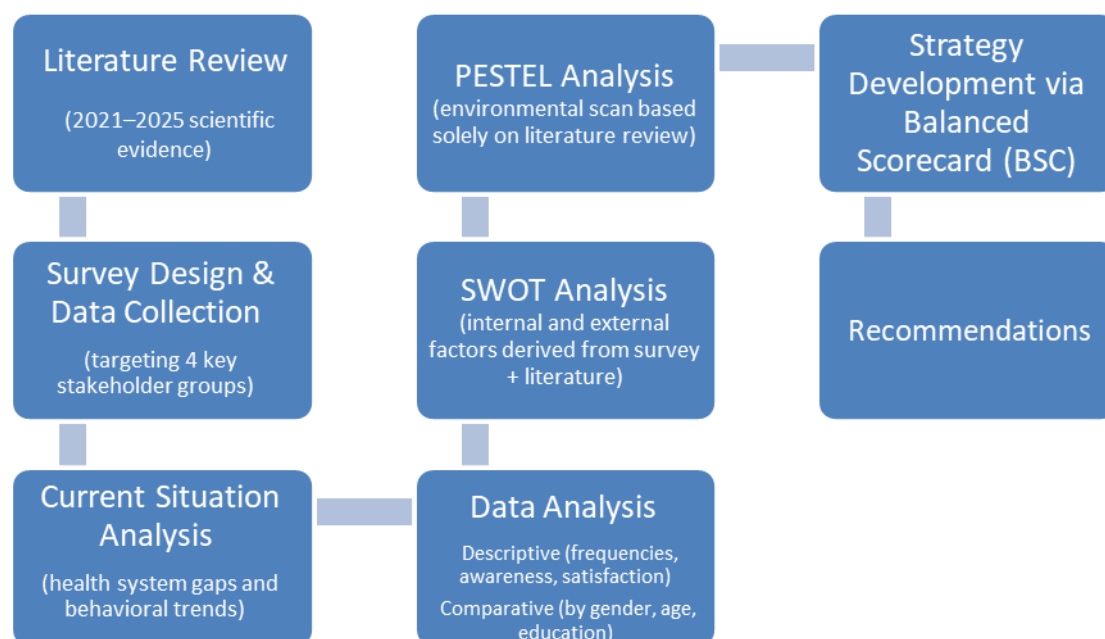 Literature Review
(2021–2025 scientific
evidence)
Survey Design &
Data Collection
(targeting 4 key
stakeholder groups)
Current Situation
Analysis
(health system gaps and
behavioral trends)
Data Analysis
Descriptive (frequencies,
awareness, satisfaction)
Comparative (by gender, age,
education)
SWOT Analysis
(internal and external
factors derived from survey
+ literature)
PESTEL Analysis
(environmental scan based
solely on literature review)
Strategy
Development via
Balanced
Scorecard (BSC)
Recommendations